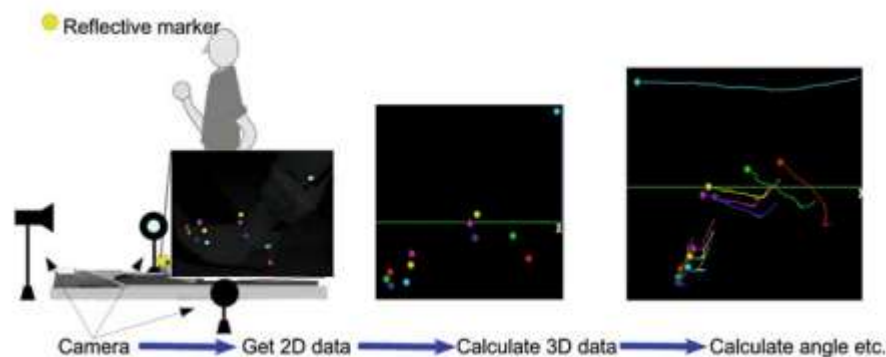 Reflective marker
Camera
Get 2D data
Calculate 3D data
Calculate angle etc.